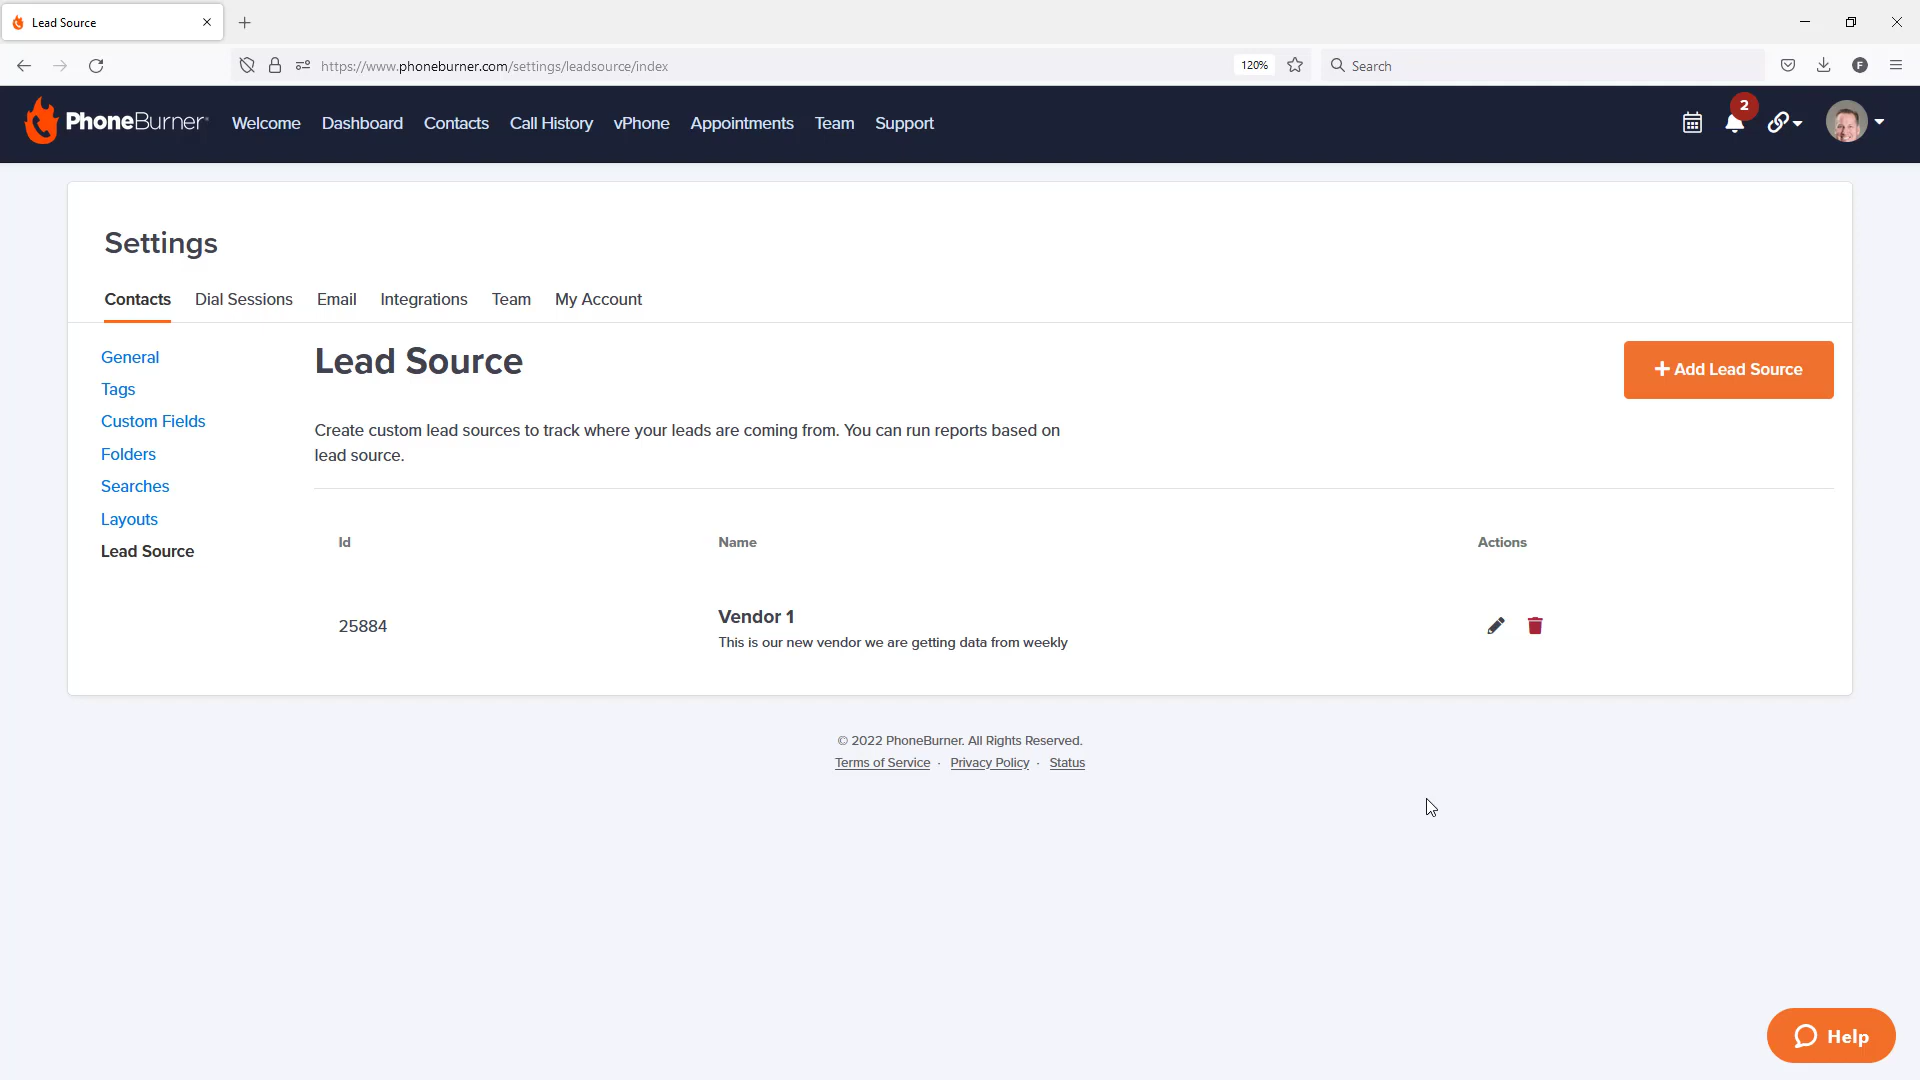 Lead Source
https://www.phoneburner.com/settings/leadsource/index
120%
Search
F
PhoneBurner
Welcome
Dashboard
Contacts
Call History
vPhone
Appointments
Team
Support
2
Settings
Contacts
Dial Sessions
Email
Integrations
Team
My Account
General
Tags
Custom Fields
Folders
Searches
Layouts
Lead Source
Lead Source
+ Add Lead Source
Create custom lead sources to track where your leads are coming from. You can run reports based on
lead source.
Id
Name
Actions
25884
Vendor 1
This is our new vendor we are getting data from weekly
© 2022 PhoneBurner. All Rights Reserved.
Terms of Service · Privacy Policy · Status
Help